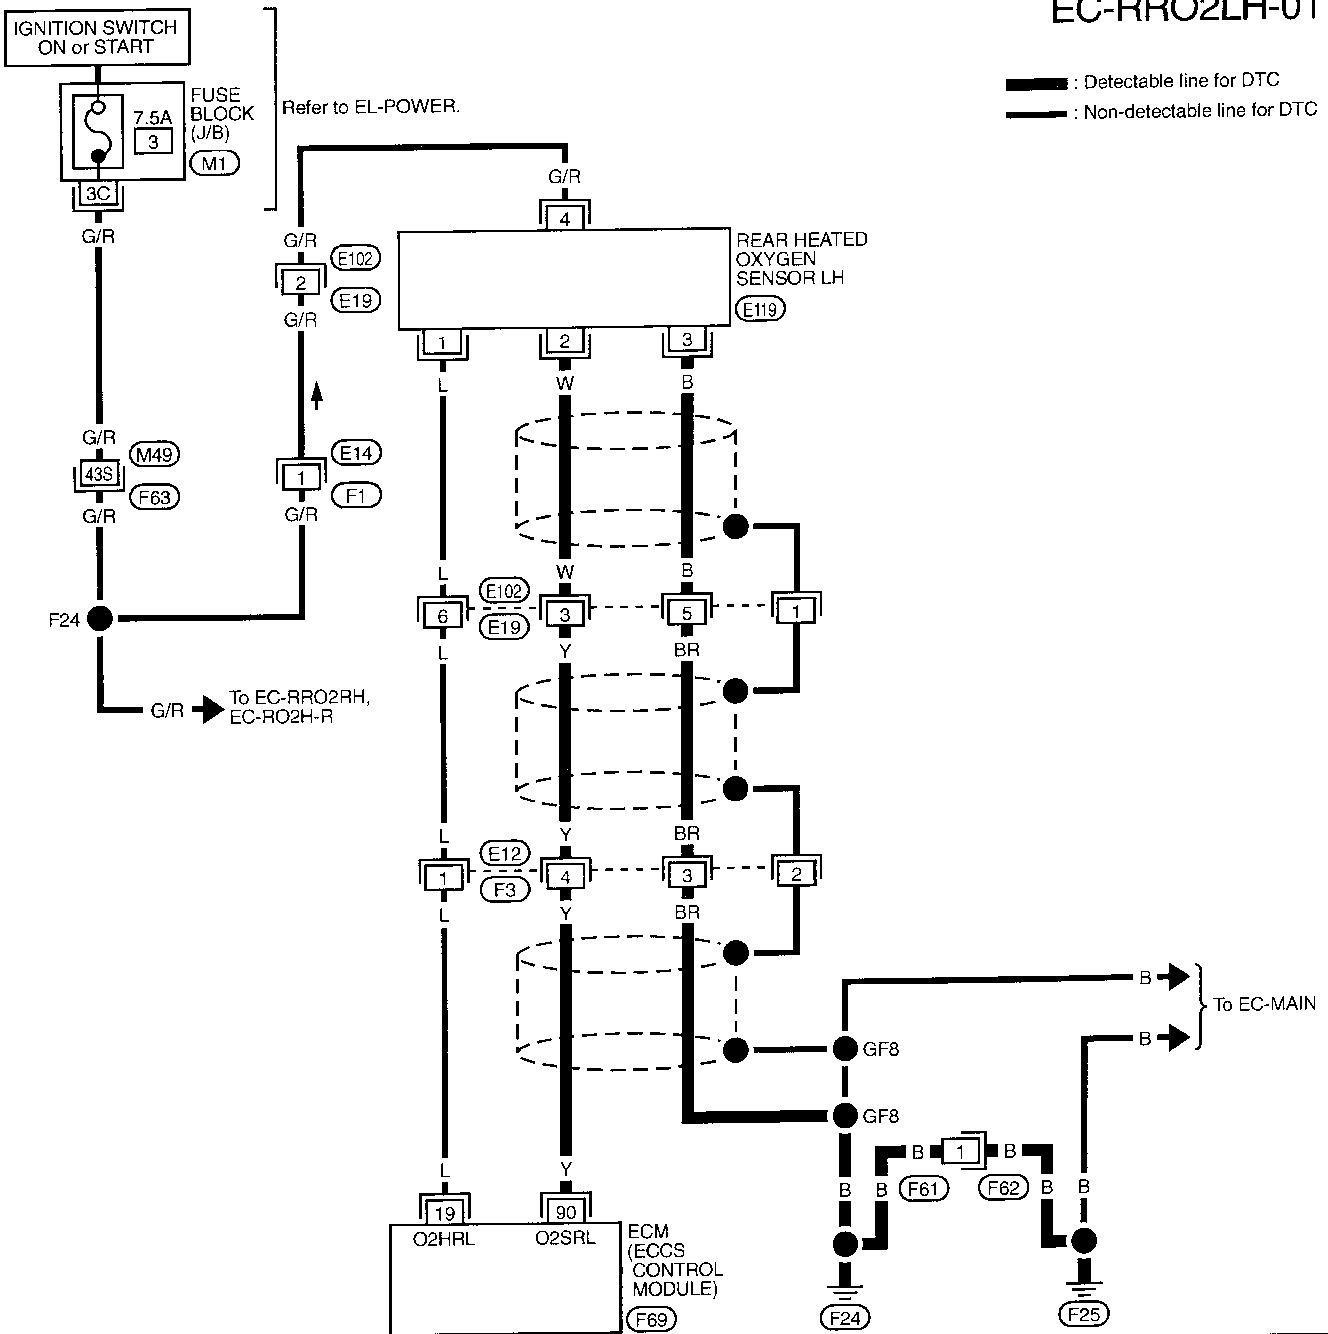 EC-RRO2LH-01
IGNITION SWITCH
ON or START
FUSE
BLOCK
(J/B)
7.5A
3
M1
3C
Refer to EL-POWER.
: Detectable line for DTC
: Non-detectable line for DTC
G/R
G/R
4
G/R
E102
2
E19
G/R
REAR HEATED
OXYGEN
SENSOR LH
E119
1
2
3
L
W
B
G/R
M49
43S
F63
G/R
E14
1
F1
G/R
L
W
B
E102
6
3
5
1
E19
L
Y
BR
F24
G/R
To EC-RRO2RH,
EC-RO2H-R
L
Y
BR
E12
1
4
3
2
F3
L
Y
BR
B
To EC-MAIN
B
GF8
GF8
B
1
B
F61
F62
L
Y
B
B
B
B
19
90
O2HRL
O2SRL
ECM
(ECCS
CONTROL
MODULE)
F69
F24
F25